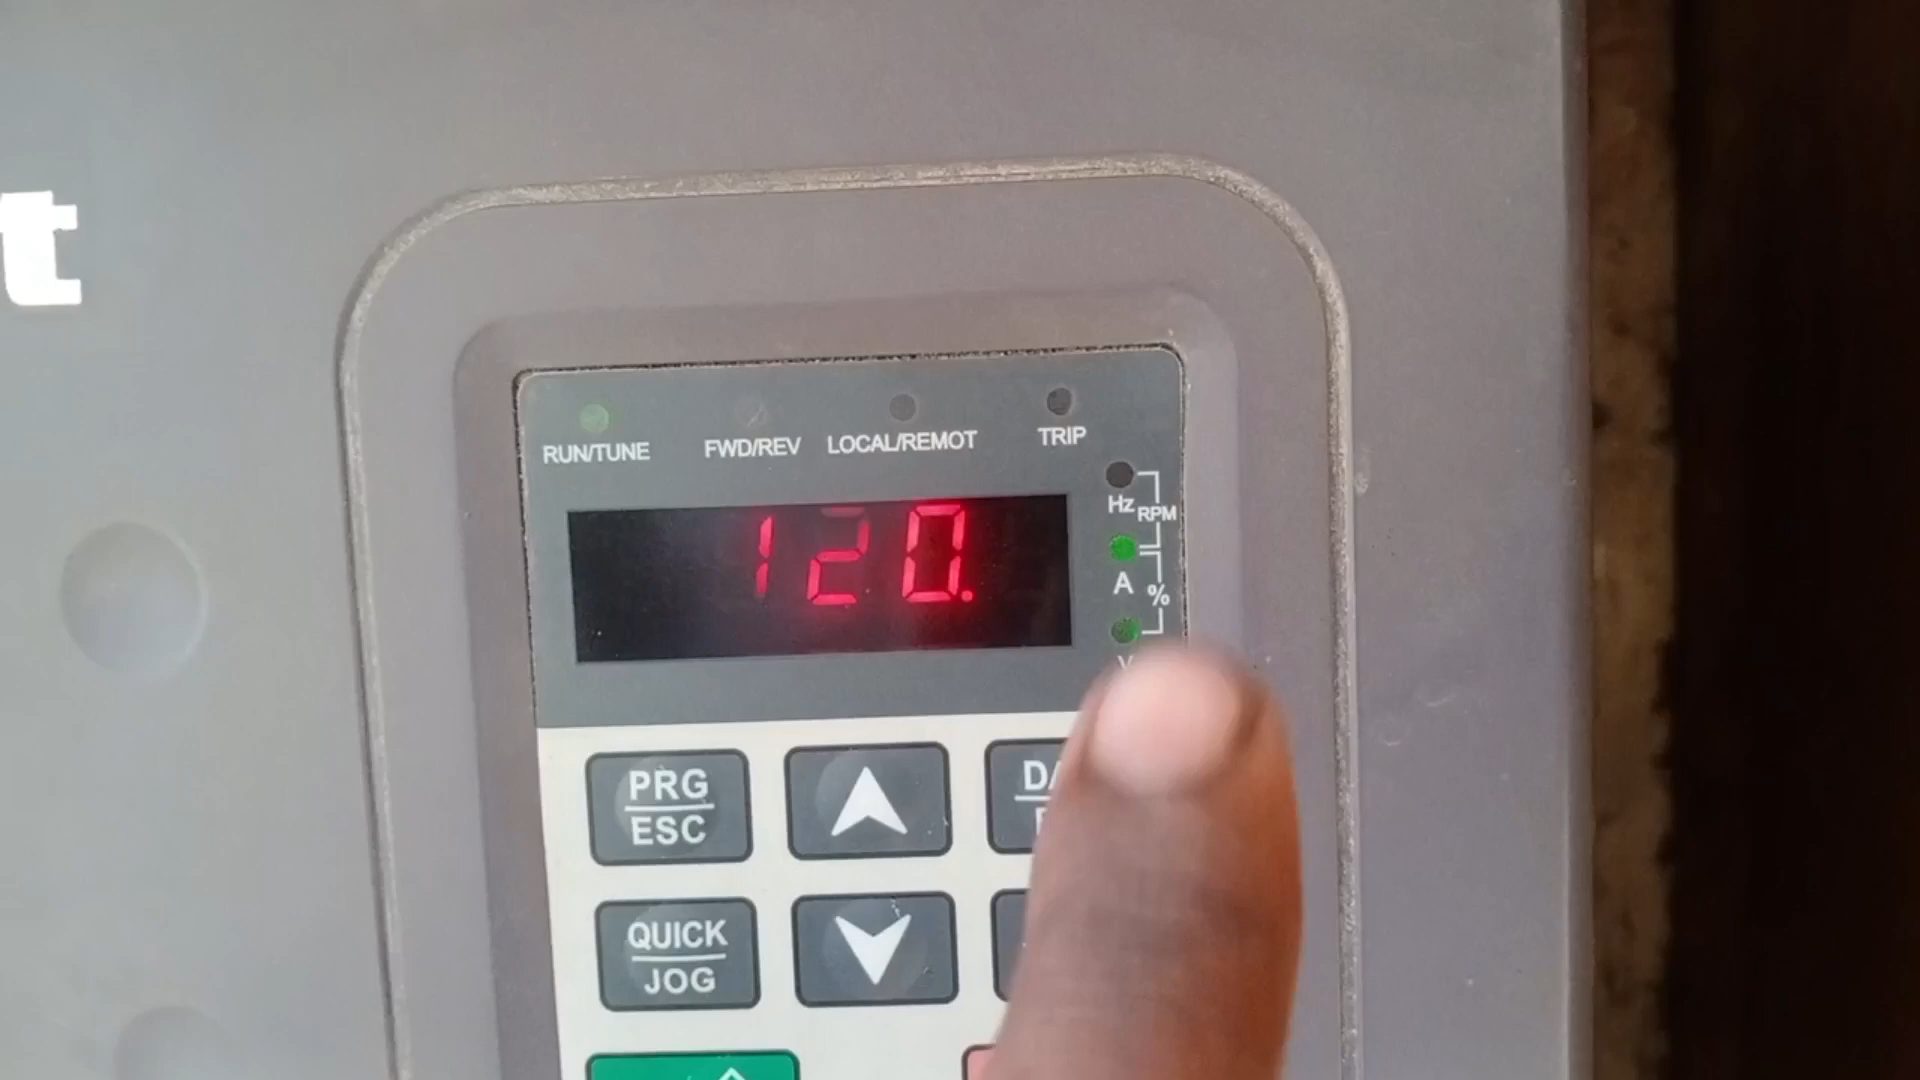 t
RUN/TUNE FWD/REV LOCAL/REMOT TRIP
Hz RPM
120.
A %
V
PRG
ESC
QUICK
JOG